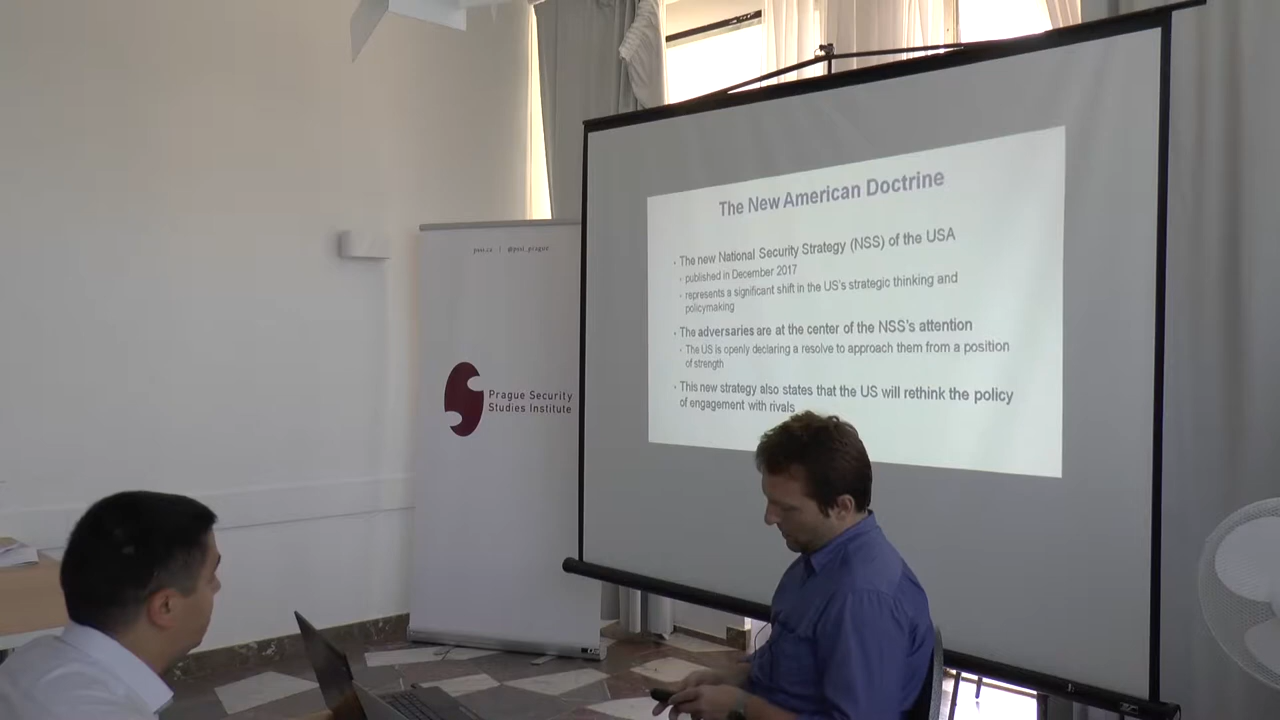 pssi.cz | @pssi_prague
Prague Security
Studies Institute
The New American Doctrine
• The new National Security Strategy (NSS) of the USA
• published in December 2017
• represents a significant shift in the US's strategic thinking and
policymaking
• The adversaries are at the center of the NSS's attention
• The US is openly declaring a resolve to approach them from a position
of strength
• This new strategy also states that the US will rethink the policy
of engagement with rivals